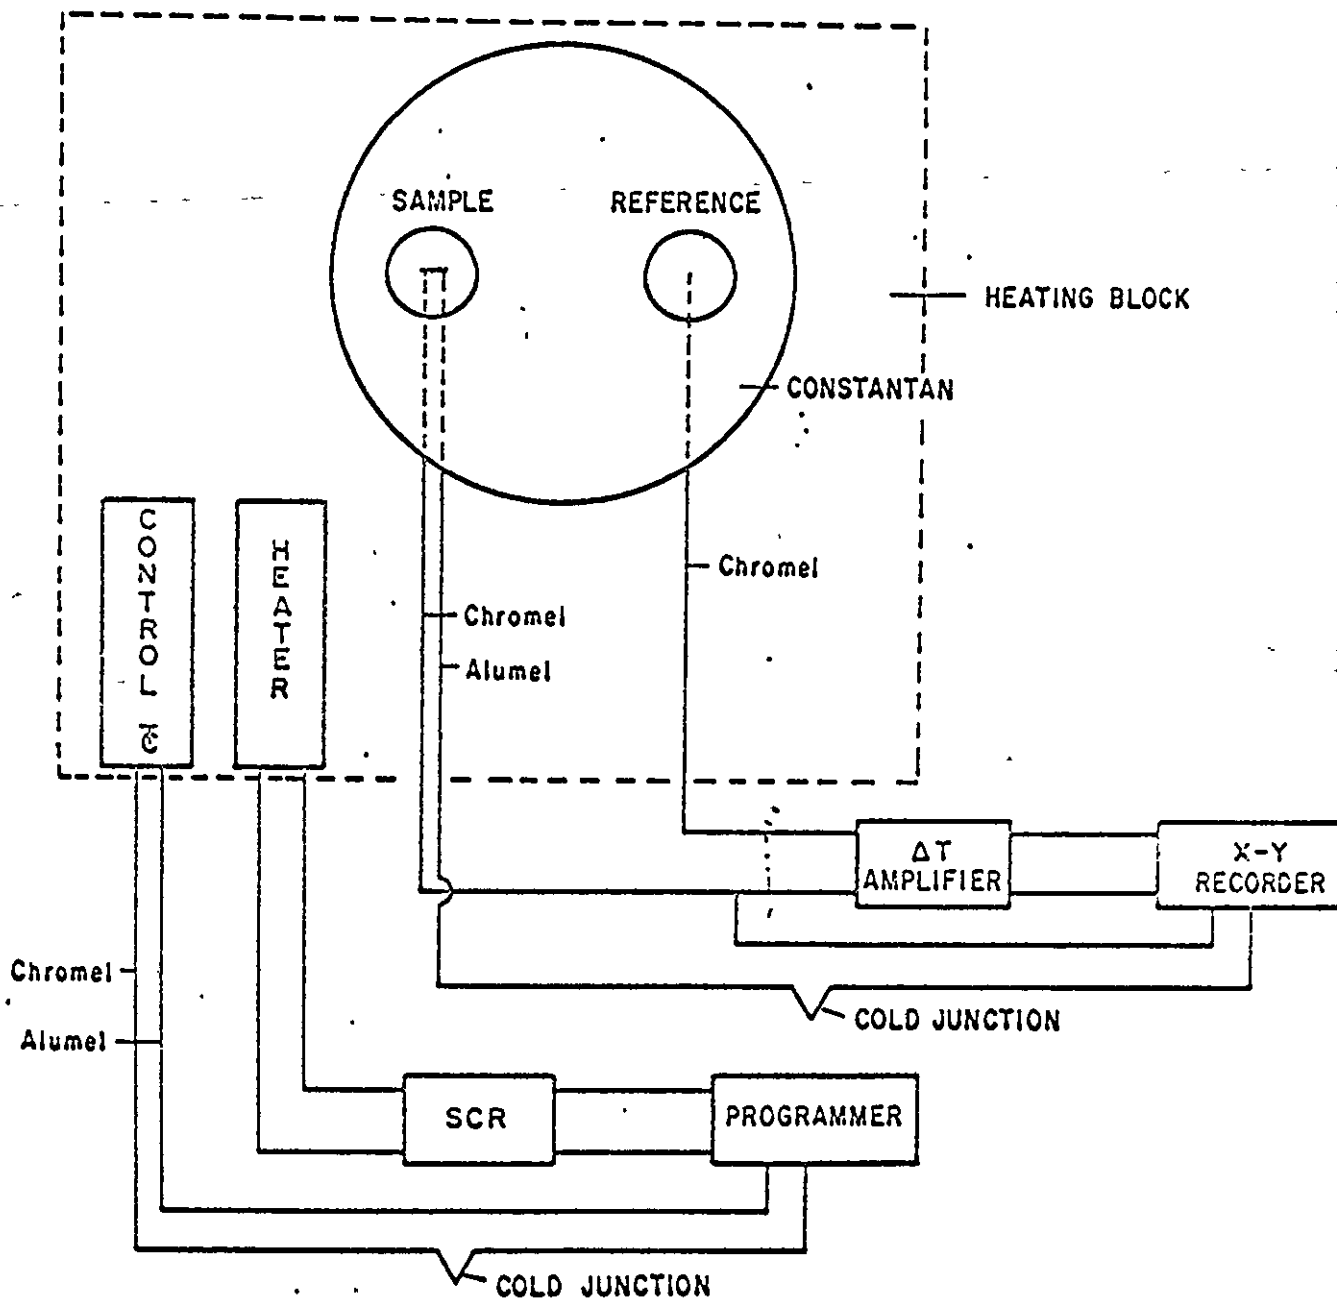 SAMPLE
REFERENCE
HEATING BLOCK
CONSTANTAN
CONTROL TC
HEATER
Chromel
Chromel
Alumel
ΔT
AMPLIFIER
X-Y
RECORDER
Chromel
Alumel
COLD JUNCTION
SCR
PROGRAMMER
COLD JUNCTION